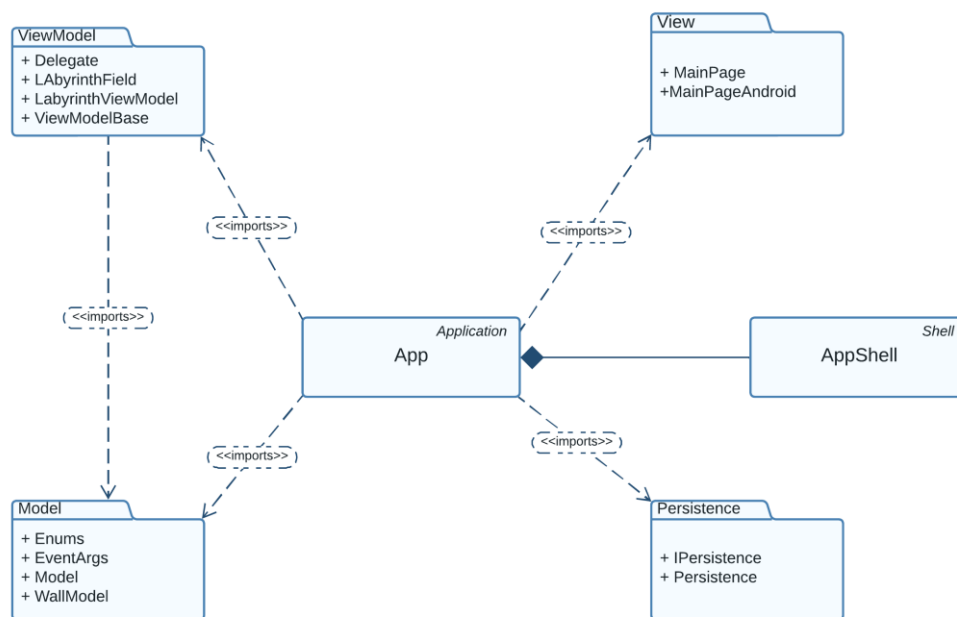 ViewModel
+ Delegate
+ LAbyrinthField
+ LabyrinthViewModel
+ ViewModelBase
View
+ MainPage
+MainPageAndroid
<<imports>>
<<imports>>
<<imports>>
Application
App
Shell
AppShell
<<imports>>
<<imports>>
Model
+ Enums
+ EventArgs
+ Model
+ WallModel
Persistence
+ IPersistence
+ Persistence